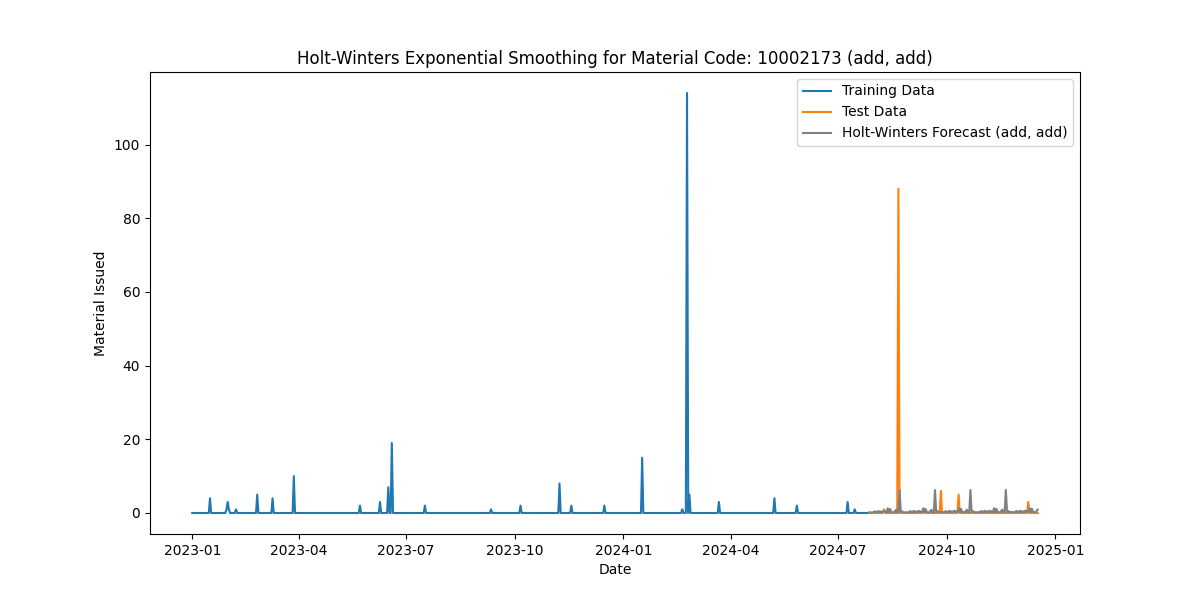 Holt-Winters Exponential Smoothing for Material Code: 10002173 (add, add)
Training Data
Test Data
Holt-Winters Forecast (add, add)
Material Issued
100
80
60
40
20
0
2023-01
2023-04
2023-07
2023-10
2024-01
2024-04
2024-07
2024-10
2025-01
Date